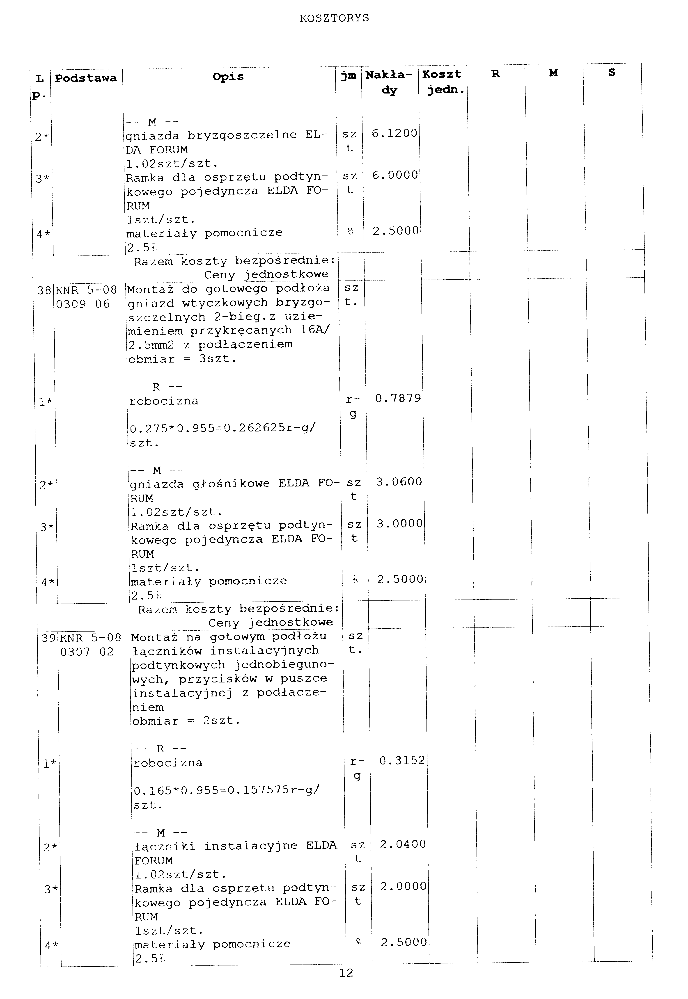 KOSZTORYS
L p. Podstawa Opis jm Nakła- dy Koszt jedn. R M S
-- M --
2* gniazda bryzgoszczelne EL- sz 6.1200
DA FORUM t
1.02szt/szt.
3* Ramka dla osprzętu podtyn- sz 6.0000
kowego pojedyncza ELDA FO- t
RUM
1szt/szt.
4* materiały pomocnicze % 2.5000
2.5%
Razem koszty bezpośrednie:
Ceny jednostkowe
38 KNR 5-08 Montaż do gotowego podłoża sz
0309-06 gniazd wtyczkowych bryzgo- t.
szczelnych 2-bieg.z uzie-
mieniem przykręcanych 16A/
2.5mm2 z podłączeniem
obmiar = 3szt.
-- R --
1* robocizna r- 0.7879
g
0.275*0.955=0.262625r-g/
szt.
-- M --
2* gniazda głośnikowe ELDA FO- sz 3.0600
RUM t
1.02szt/szt.
3* Ramka dla osprzętu podtyn- sz 3.0000
kowego pojedyncza ELDA FO- t
RUM
1szt/szt.
4* materiały pomocnicze % 2.5000
2.5%
Razem koszty bezpośrednie:
Ceny jednostkowe
39 KNR 5-08 Montaż na gotowym podłożu sz
0307-02 łączników instalacyjnych t.
podtynkowych jednobieguno-
wych, przycisków w puszce
instalacyjnej z podłącze-
niem
obmiar = 2szt.
-- R --
1* robocizna r- 0.3152
g
0.165*0.955=0.157575r-g/
szt.
-- M --
2* łączniki instalacyjne ELDA sz 2.0400
FORUM t
1.02szt/szt.
3* Ramka dla osprzętu podtyn- sz 2.0000
kowego pojedyncza ELDA FO- t
RUM
1szt/szt.
4* materiały pomocnicze % 2.5000
2.5%
12